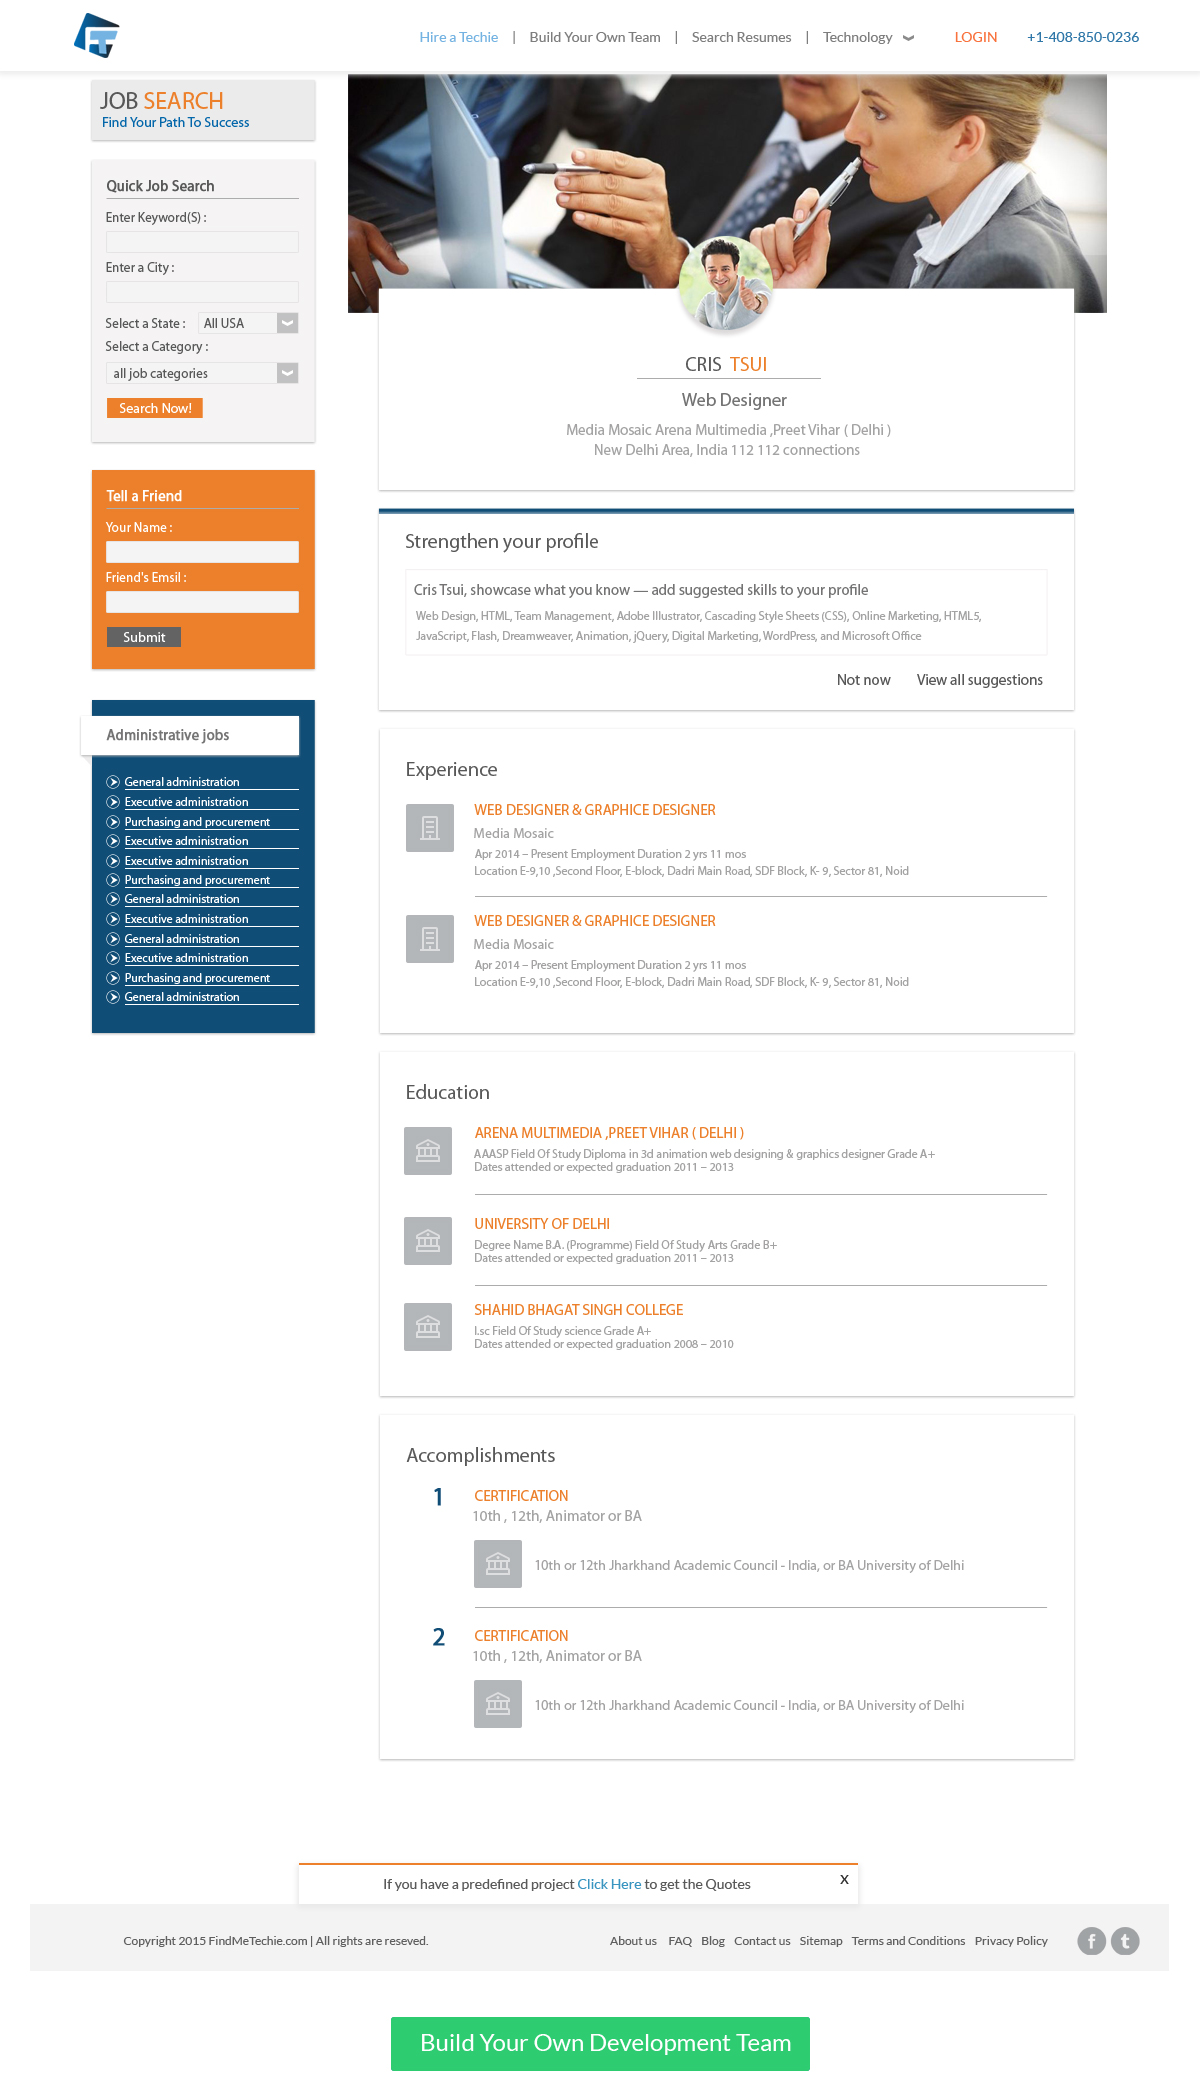 Hire a Techie | Build Your Own Team | Search Resumes | Technology LOGIN +1-408-850-0236
JOB SEARCH
Find Your Path To Success
Quick Job Search
Enter Keyword(S) :
Enter a City :
Select a State : All USA
Select a Category :
all job categories
Search Now!
Tell a Friend
Your Name :
Friend's Emsil :
Submit
Administrative jobs
General administration
Executive administration
Purchasing and procurement
Executive administration
Executive administration
Purchasing and procurement
General administration
Executive administration
General administration
Executive administration
Purchasing and procurement
General administration
CRIS TSUI
Web Designer
Media Mosaic Arena Multimedia ,Preet Vihar ( Delhi )
New Delhi Area, India 112 112 connections
Strengthen your profile
Cris Tsui, showcase what you know — add suggested skills to your profile
Web Design, HTML, Team Management, Adobe Illustrator, Cascading Style Sheets (CSS), Online Marketing, HTML5,
JavaScript, Flash, Dreamweaver, Animation, jQuery, Digital Marketing, WordPress, and Microsoft Office
Not now View all suggestions
Experience
WEB DESIGNER & GRAPHICE DESIGNER
Media Mosaic
Apr 2014 – Present Employment Duration 2 yrs 11 mos
Location E-9,10 ,Second Floor, E-block, Dadri Main Road, SDF Block, K- 9, Sector 81, Noid
WEB DESIGNER & GRAPHICE DESIGNER
Media Mosaic
Apr 2014 – Present Employment Duration 2 yrs 11 mos
Location E-9,10 ,Second Floor, E-block, Dadri Main Road, SDF Block, K- 9, Sector 81, Noid
Education
ARENA MULTIMEDIA ,PREET VIHAR ( DELHI )
AAASP Field Of Study Diploma in 3d animation web designing & graphics designer Grade A+
Dates attended or expected graduation 2011 – 2013
UNIVERSITY OF DELHI
Degree Name B.A. (Programme) Field Of Study Arts Grade B+
Dates attended or expected graduation 2011 – 2013
SHAHID BHAGAT SINGH COLLEGE
I.sc Field Of Study science Grade A+
Dates attended or expected graduation 2008 – 2010
Accomplishments
1 CERTIFICATION
10th , 12th, Animator or BA
10th or 12th Jharkhand Academic Council - India, or BA University of Delhi
2 CERTIFICATION
10th , 12th, Animator or BA
10th or 12th Jharkhand Academic Council - India, or BA University of Delhi
If you have a predefined project Click Here to get the Quotes X
Copyright 2015 FindMeTechie.com | All rights are reseved. About us FAQ Blog Contact us Sitemap Terms and Conditions Privacy Policy f t
Build Your Own Development Team